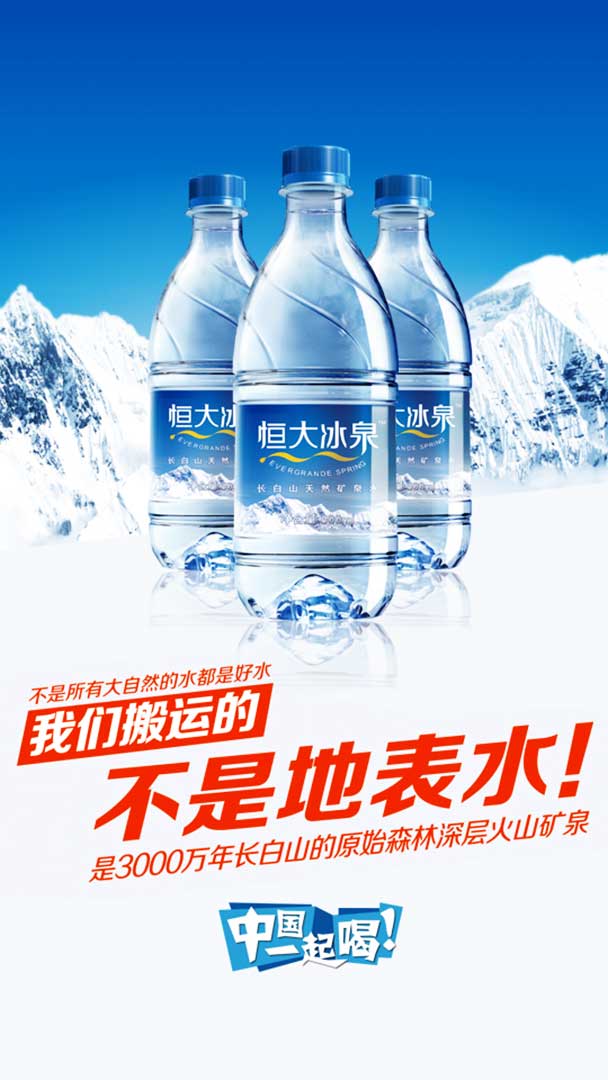 恒大冰泉
EVERGRANDE SPRING
长白山天然矿泉水
不是所有大自然的水都是好水
我们搬运的
不是地表水!
是3000万年长白山的原始森林深层火山矿泉
中国
一起喝!